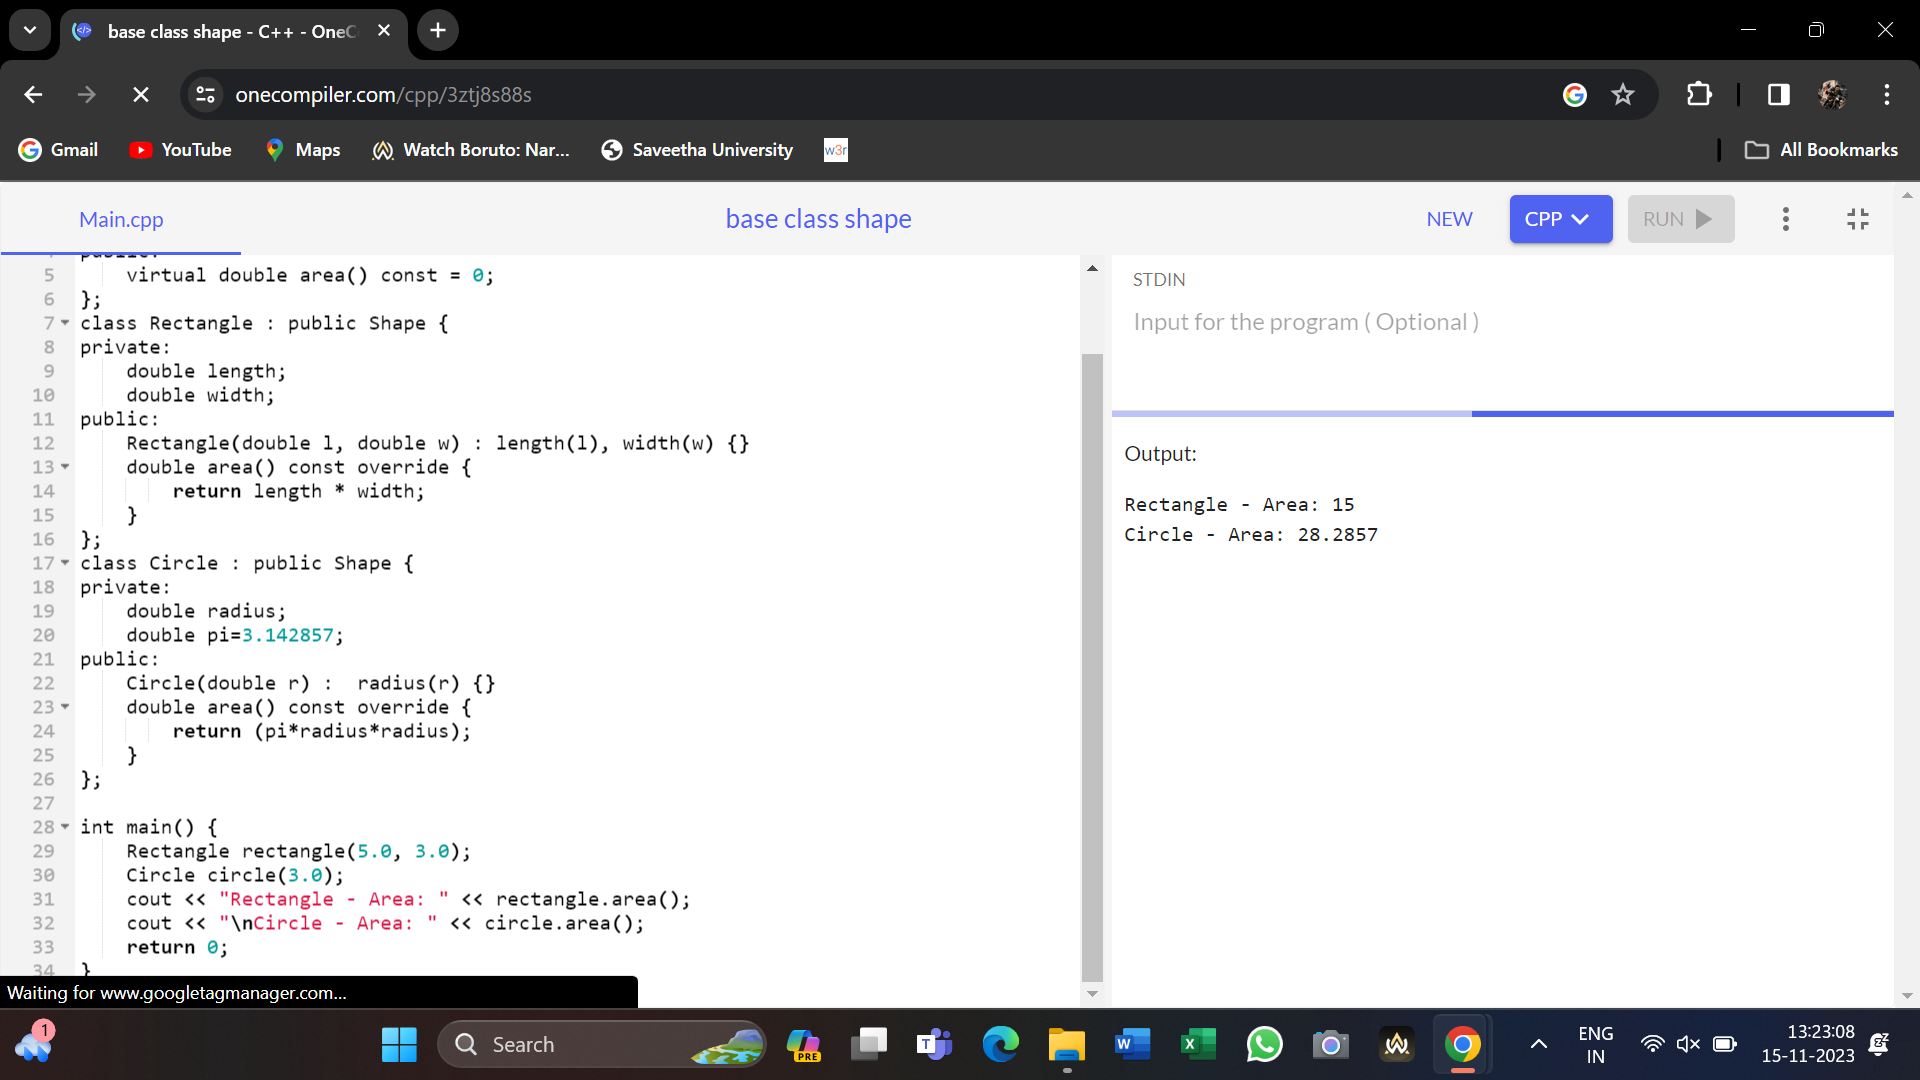 base class shape - C++ - OneC
onecompiler.com/cpp/3ztj8s88s
Gmail
YouTube
Maps
Watch Boruto: Nar...
Saveetha University
w3r
All Bookmarks
Main.cpp
base class shape
NEW
CPP
RUN
5     virtual double area() const = 0;
6 };
7 class Rectangle : public Shape {
8 private:
9     double length;
10     double width;
11 public:
12     Rectangle(double l, double w) : length(l), width(w) {}
13     double area() const override {
14         return length * width;
15     }
16 };
17 class Circle : public Shape {
18 private:
19     double radius;
20     double pi=3.142857;
21 public:
22     Circle(double r) :  radius(r) {}
23     double area() const override {
24         return (pi*radius*radius);
25     }
26 };
27
28 int main() {
29     Rectangle rectangle(5.0, 3.0);
30     Circle circle(3.0);
31     cout << "Rectangle - Area: " << rectangle.area();
32     cout << "\nCircle - Area: " << circle.area();
33     return 0;
34 }
STDIN
Input for the program ( Optional )
Output:
Rectangle - Area: 15
Circle - Area: 28.2857
Waiting for www.googletagmanager.com...
1
Search
PRE
ENG
IN
13:23:08
15-11-2023